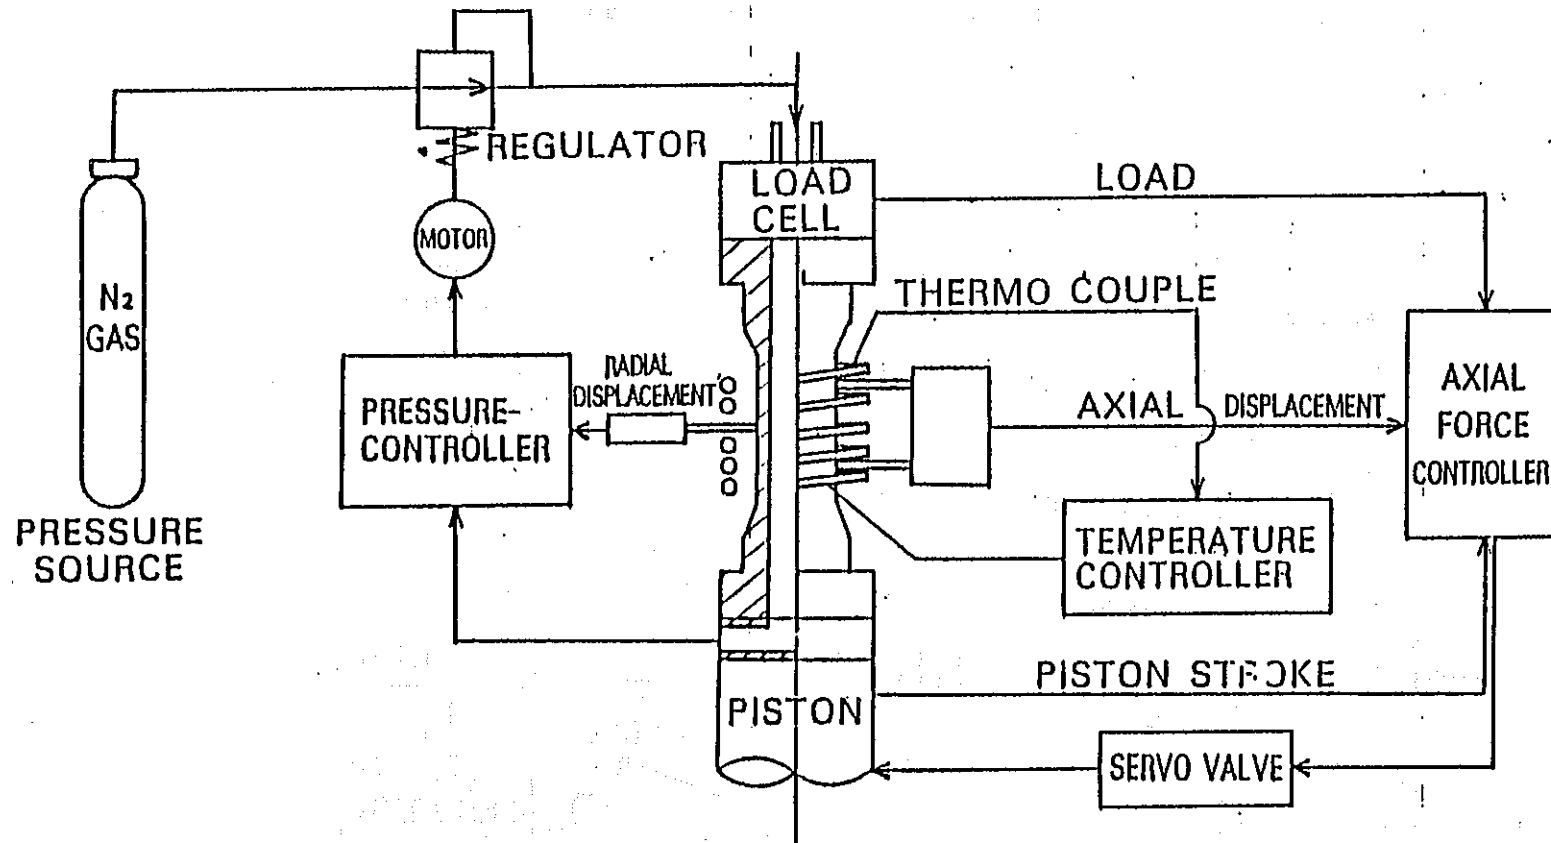 REGULATOR
LOAD
CELL
LOAD
MOTOR
N2
GAS
THERMO COUPLE
RADIAL
DISPLACEMENT
PRESSURE-
CONTROLLER
AXIAL DISPLACEMENT
AXIAL
FORCE
CONTROLLER
PRESSURE
SOURCE
TEMPERATURE
CONTROLLER
PISTON STROKE
PISTON
SERVO VALVE